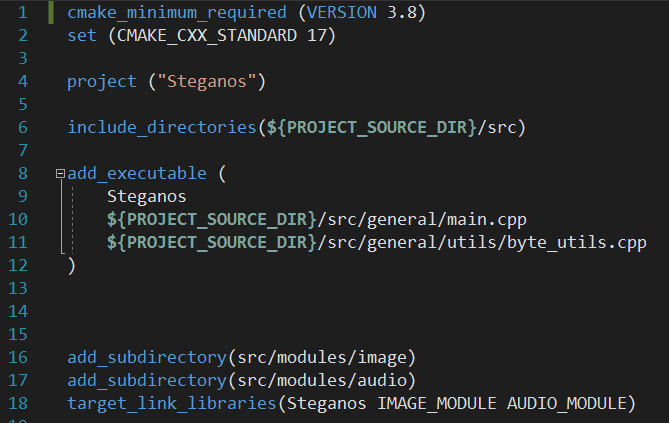 1 cmake_minimum_required (VERSION 3.8)
2 set (CMAKE_CXX_STANDARD 17)
3
4 project ("Steganos")
5
6 include_directories(${PROJECT_SOURCE_DIR}/src)
7
8 add_executable (
9 Steganos
10 ${PROJECT_SOURCE_DIR}/src/general/main.cpp
11 ${PROJECT_SOURCE_DIR}/src/general/utils/byte_utils.cpp
12 )
13
14
15
16 add_subdirectory(src/modules/image)
17 add_subdirectory(src/modules/audio)
18 target_link_libraries(Steganos IMAGE_MODULE AUDIO_MODULE)